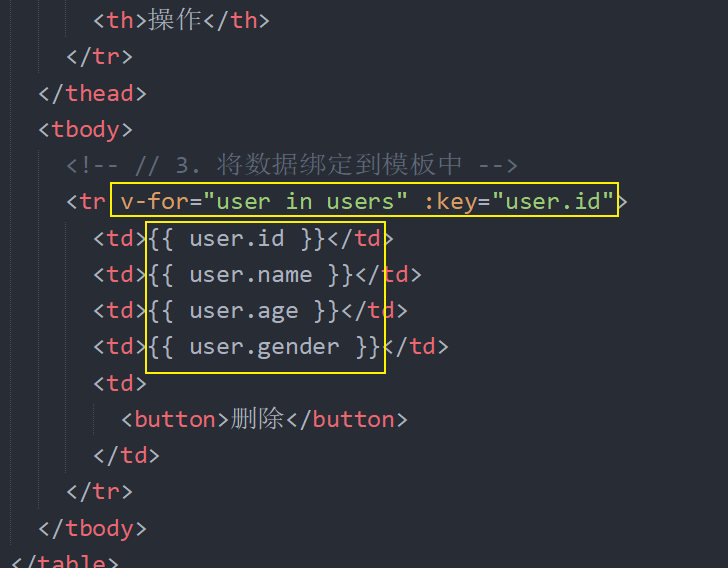 <th>操作</th>
</tr>
</thead>
<tbody>
<!-- // 3. 将数据绑定到模板中 -->
<tr v-for="user in users" :key="user.id">
<td>{{ user.id }}</td>
<td>{{ user.name }}</td>
<td>{{ user.age }}</td>
<td>{{ user.gender }}</td>
<td>
<button>删除</button>
</td>
</tr>
</tbody>
</table>